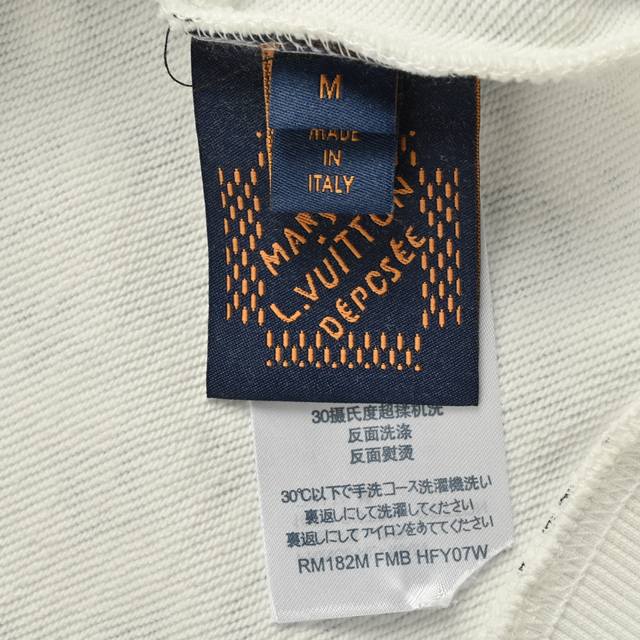 M
MADE
IN
ITALY
L.VUITTON
DÉPOSÉE
30摄氏度超揉机洗
反面洗涤
反面熨烫
30℃以下で手洗コース洗濯機洗い
裏返しにして洗濯してください
裏返しにしてアイロンをあててください
RM182M FMB HFY07W